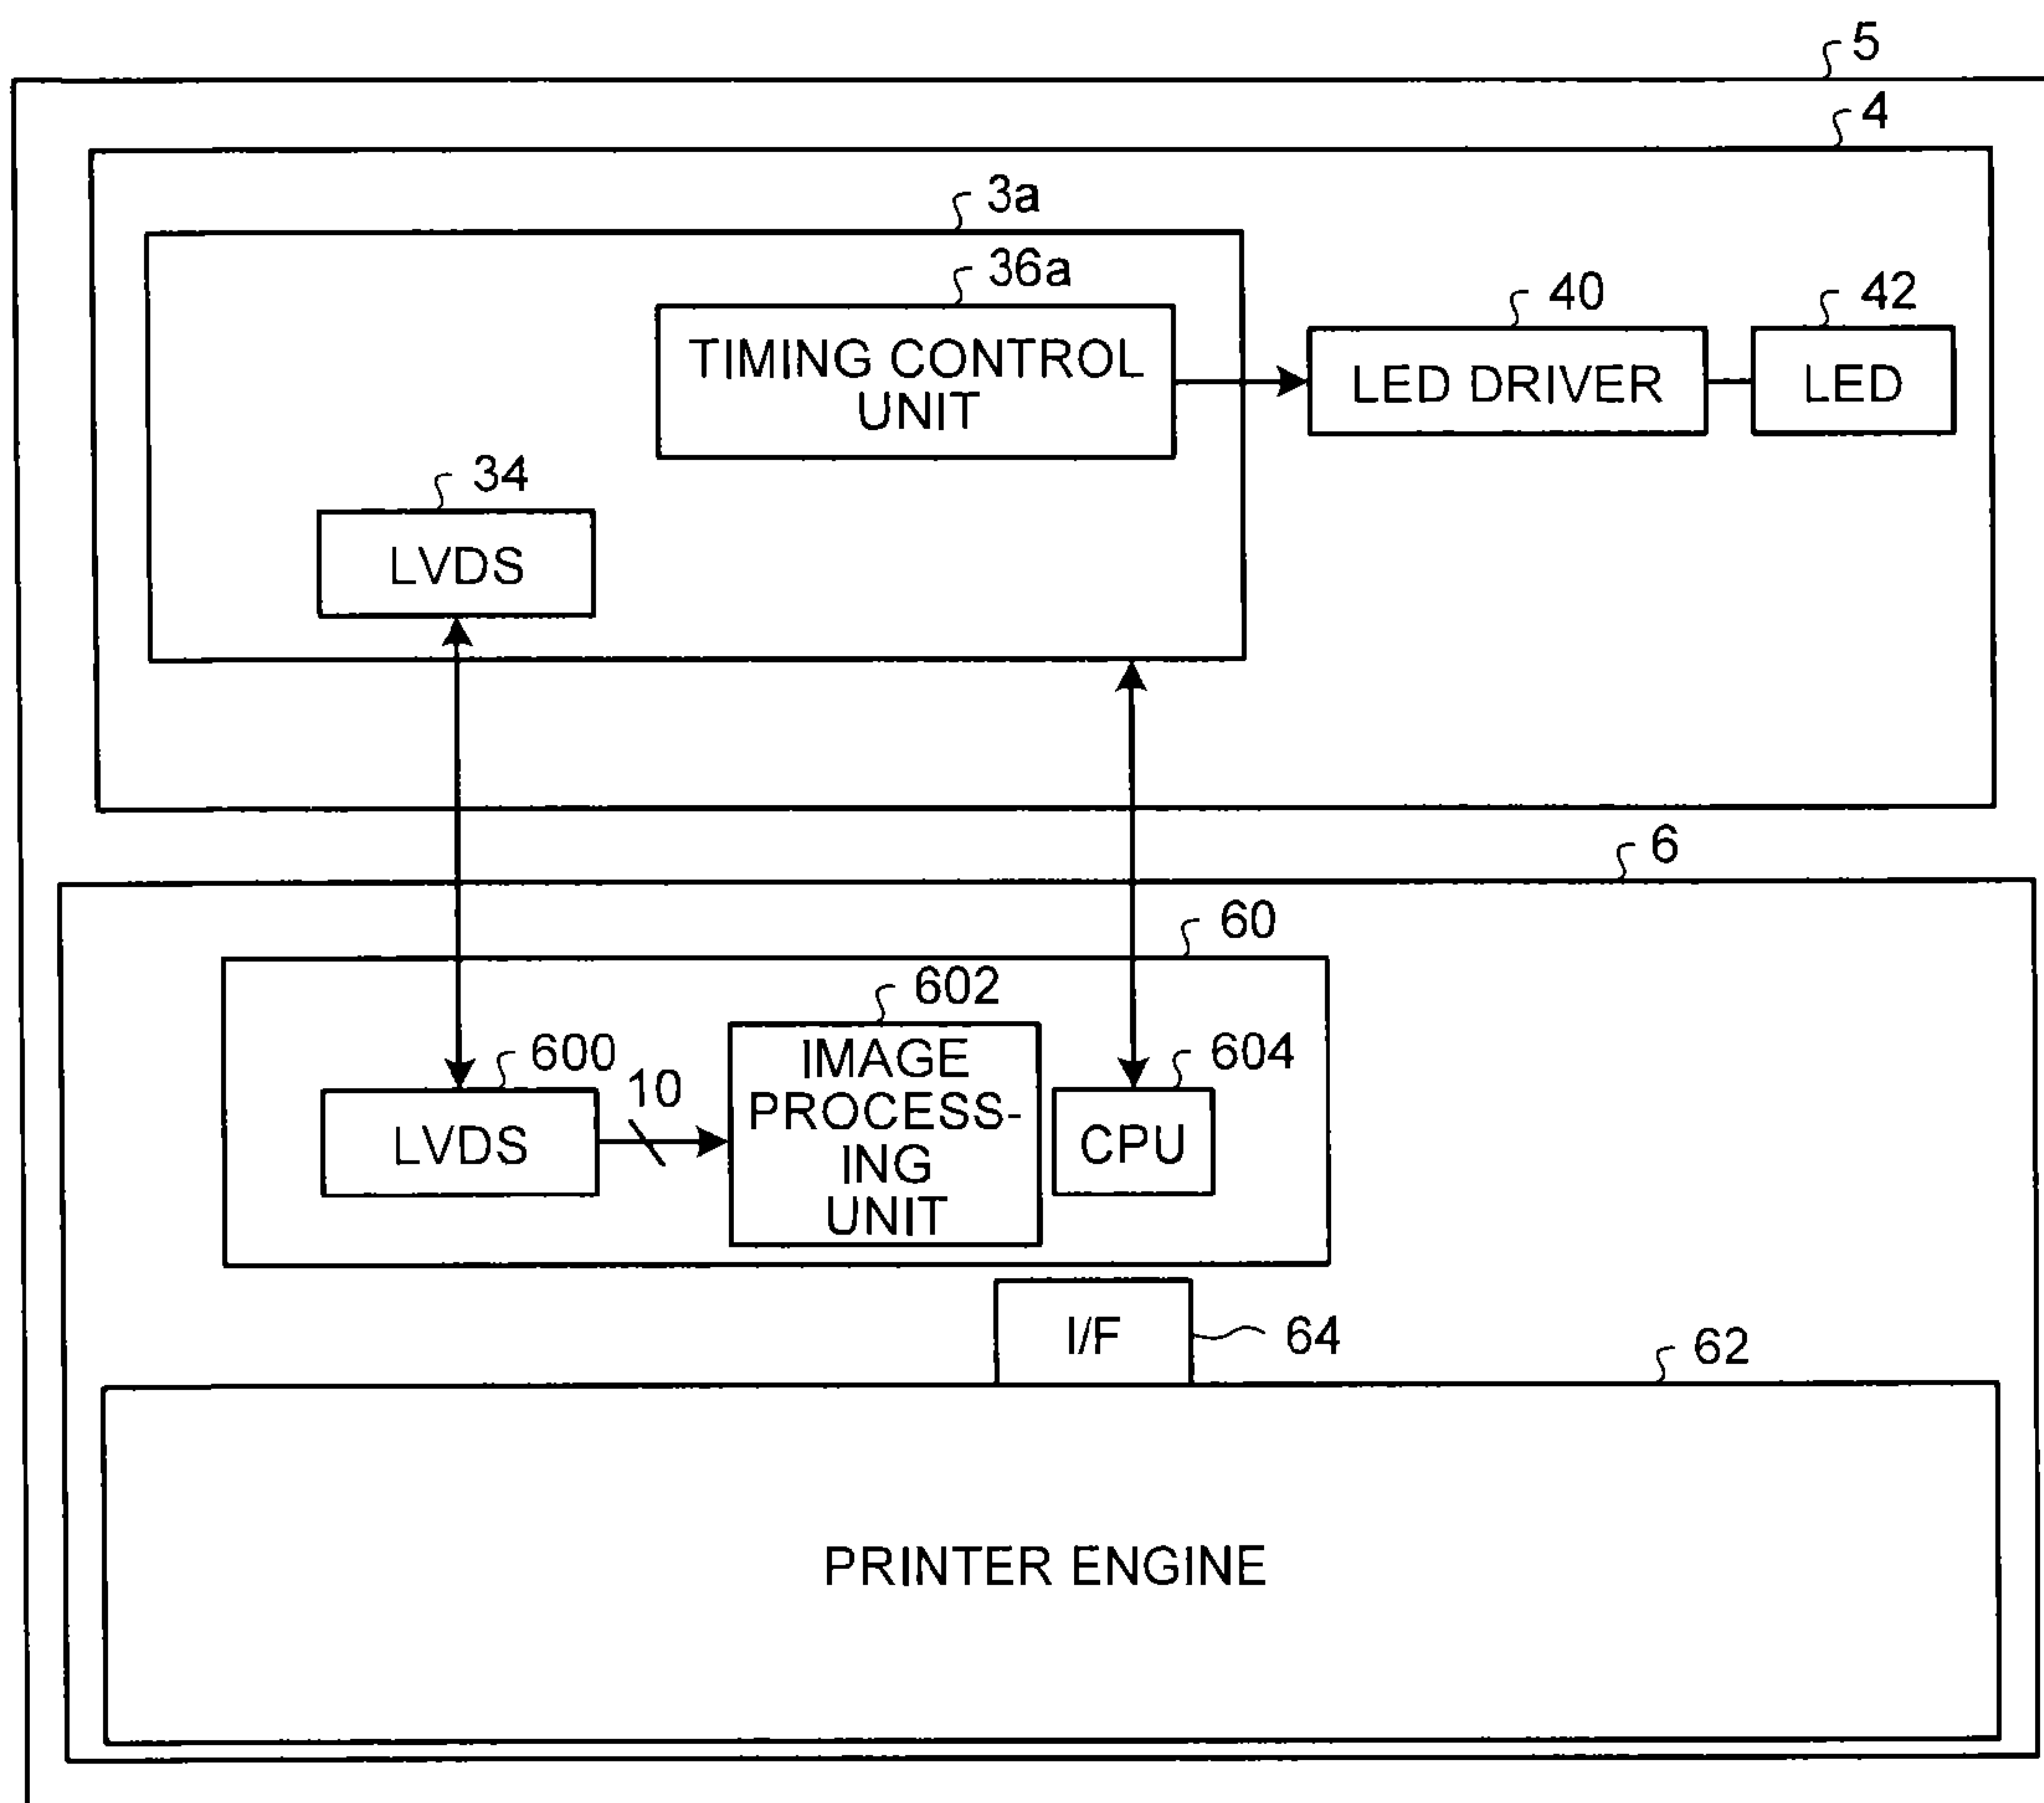 5
4
3a
36a
TIMING CONTROL
UNIT
40
LED DRIVER
42
LED
34
LVDS
6
60
602
IMAGE
PROCESS-
ING
UNIT
600
LVDS
10
604
CPU
I/F
64
62
PRINTER ENGINE